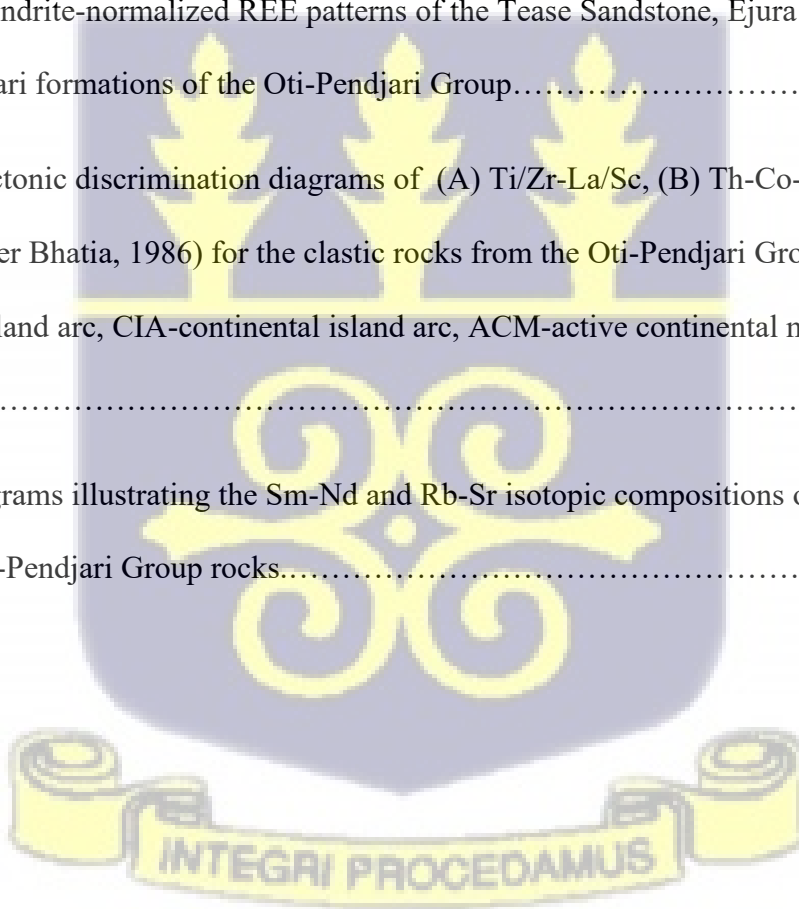 ndrite-normalized REE patterns of the Tease Sandstone, Ejura
ari formations of the Oti-Pendjari Group……………………
ctonic discrimination diagrams of (A) Ti/Zr-La/Sc, (B) Th-Co-
er Bhatia, 1986) for the clastic rocks from the Oti-Pendjari Gro
land arc, CIA-continental island arc, ACM-active continental m
………………………………………………………………
grams illustrating the Sm-Nd and Rb-Sr isotopic compositions
-Pendjari Group rocks.……………………………………………
INTEGRI PROCEDAMUS